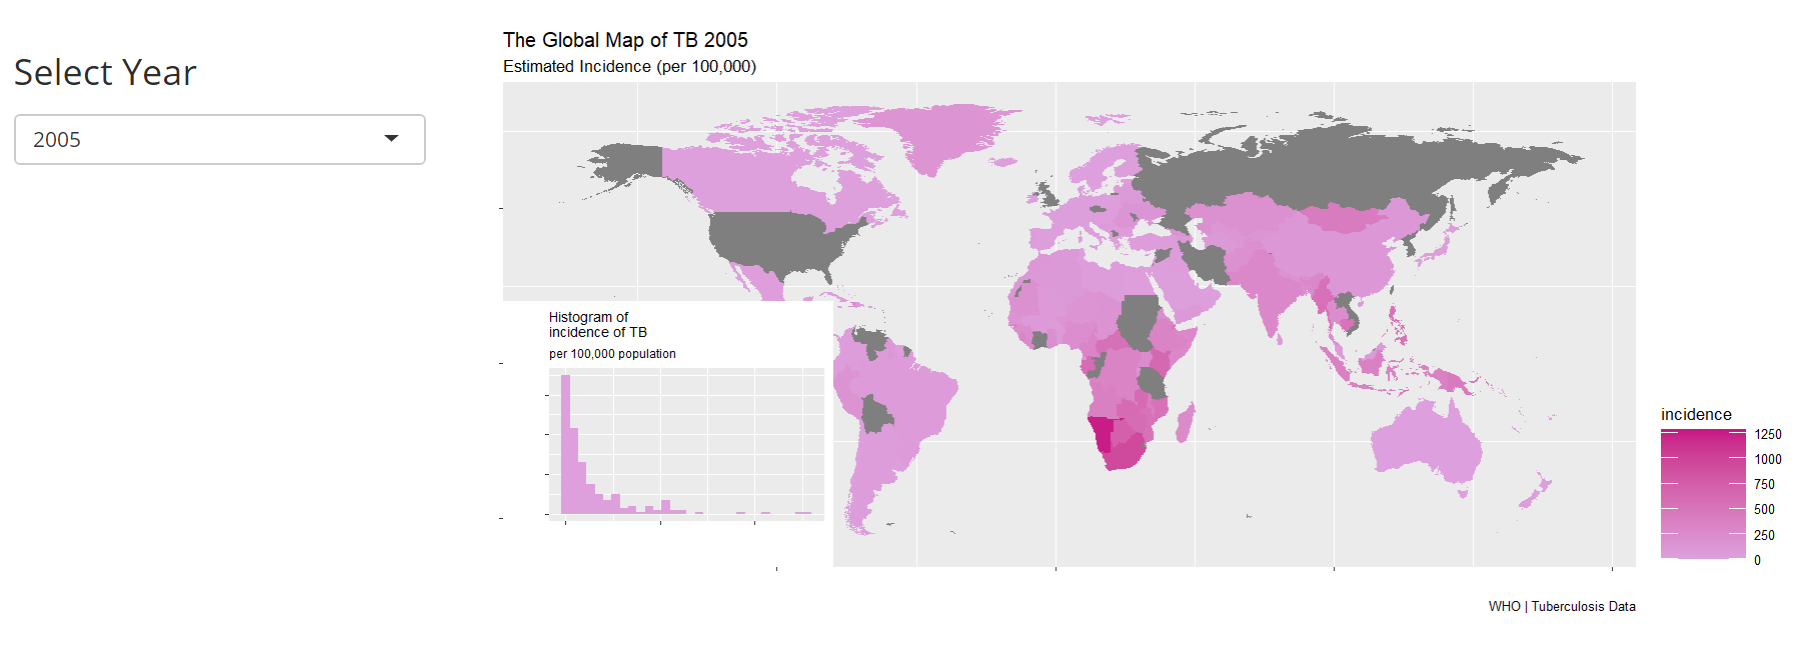 Select Year
2005
The Global Map of TB 2005
Estimated Incidence (per 100,000)
Histogram of
incidence of TB
per 100,000 population
incidence
1250
1000
750
500
250
0
WHO | Tuberculosis Data